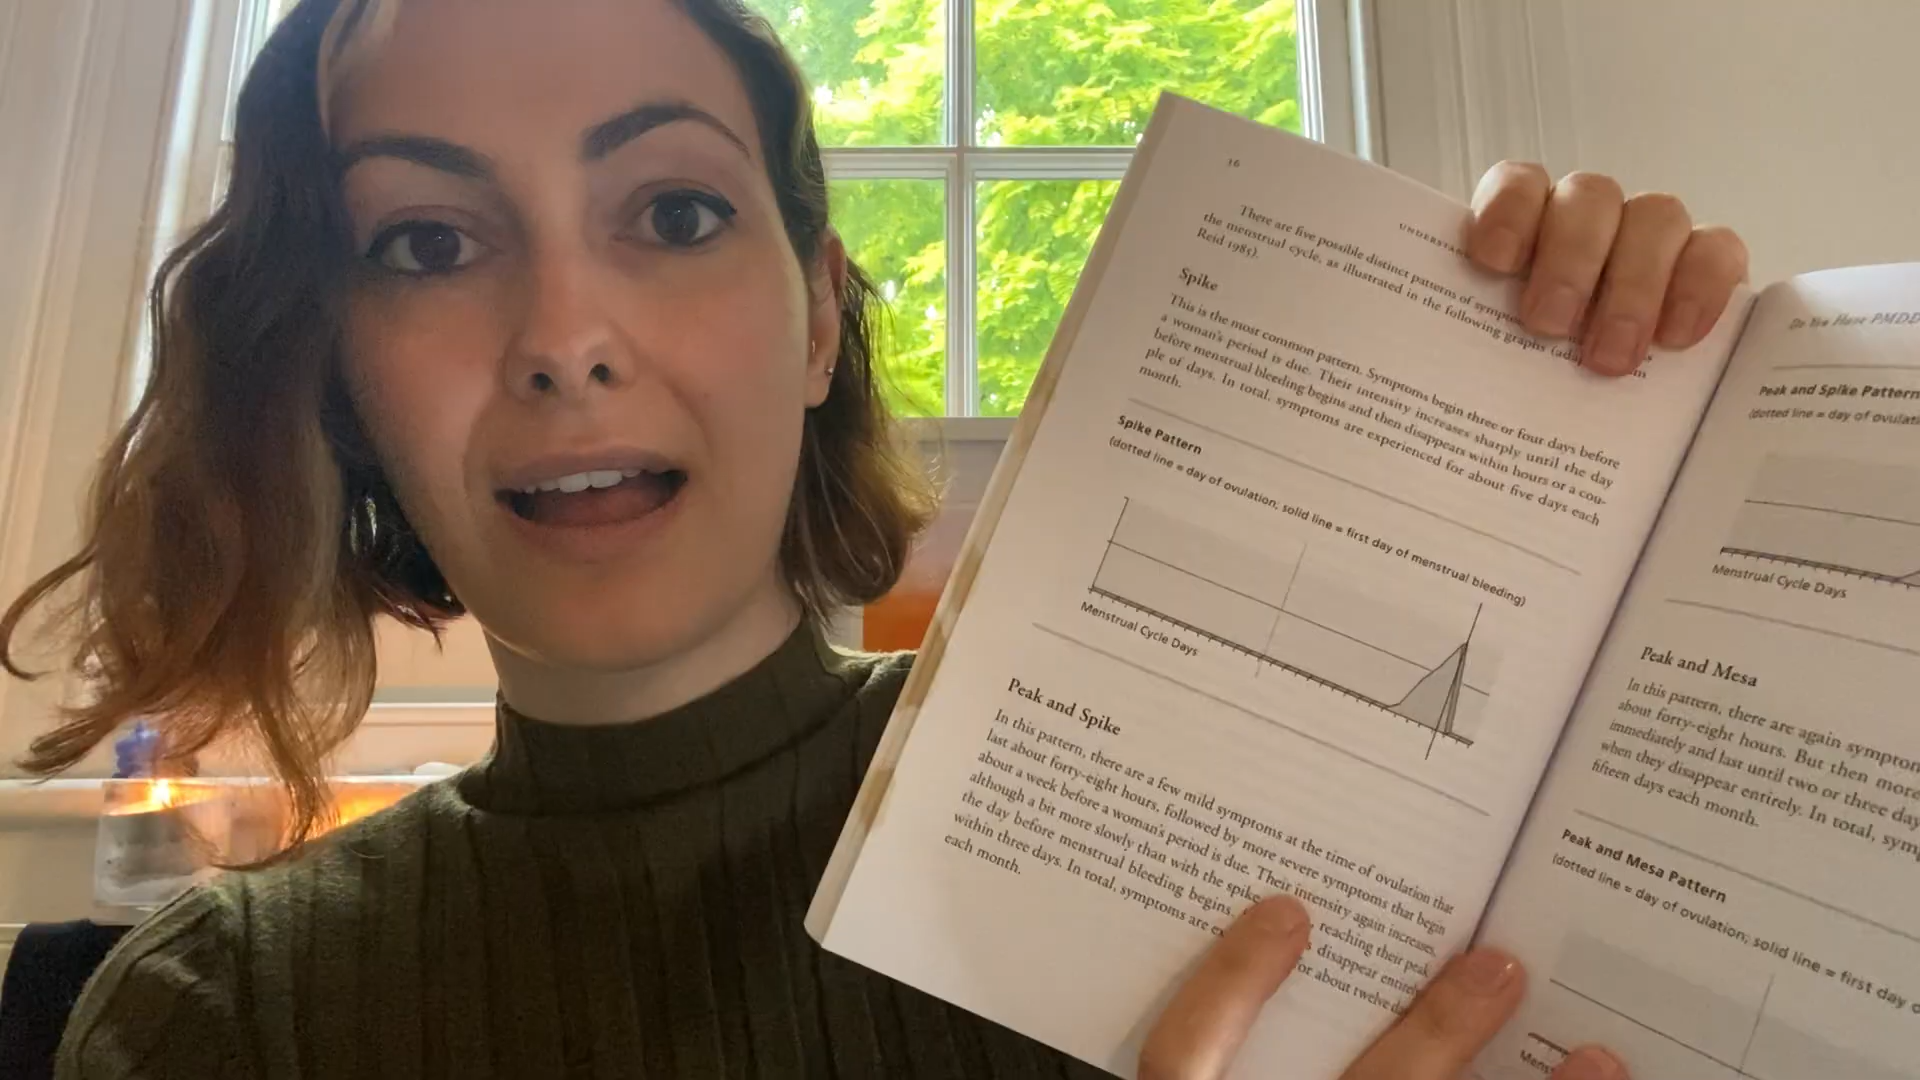 16
UNDERSTAN
There are five possible distinct patterns of sympto
the menstrual cycle, as illustrated in the following graphs (ada om
Reid 1985).
Spike
This is the most common pattern. Symptoms begin three or four days before
a woman's period is due. Their intensity increases sharply until the day
before menstrual bleeding begins and then disappears within hours or a cou-
ple of days. In total, symptoms are experienced for about five days each
month.
Spike Pattern
(dotted line = day of ovulation; solid line = first day of menstrual bleeding)
Menstrual Cycle Days
Peak and Spike
In this pattern, there are a few mild symptoms at the time of ovulation that
last about forty-eight hours, followed by more severe symptoms that begin
about a week before a woman's period is due. Their intensity again increases,
although a bit more slowly than with the spike reaching their peak
the day before menstrual bleeding begins. disappear entirely
within three days. In total, symptoms are ex for about twelve da
each month.
Do You Have PMDD
Peak and Spike Pattern
(dotted line = day of ovulati
Menstrual Cycle Days
Peak and Mesa
In this pattern, there are again symptom
about forty-eight hours. But then more
immediately and last until two or three day
when they disappear entirely. In total, symp
fifteen days each month.
Peak and Mesa Pattern
(dotted line = day of ovulation; solid line = first day o
Mens